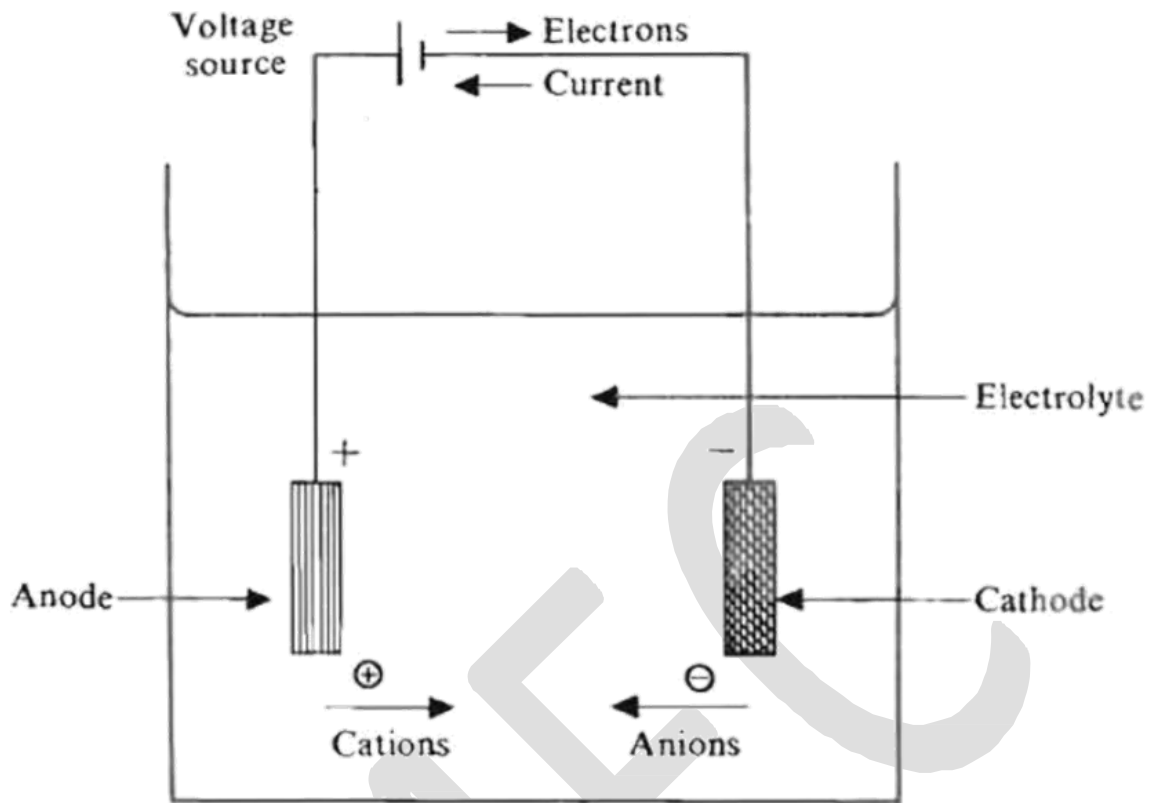 Voltage
source
Electrons
Current
Electrolyte
+
−
Anode
Cathode
⊕
⊖
Cations
Anions